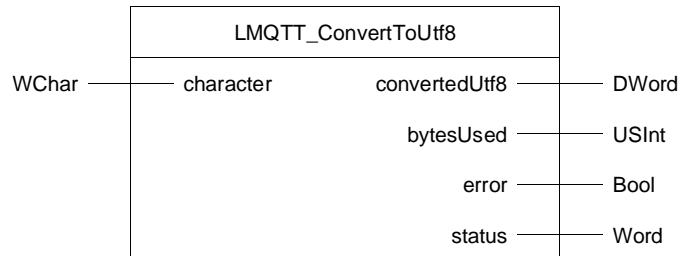 LMQTT_ConvertToUtf8
WChar character convertedUtf8 DWord
bytesUsed USInt
error Bool
status Word